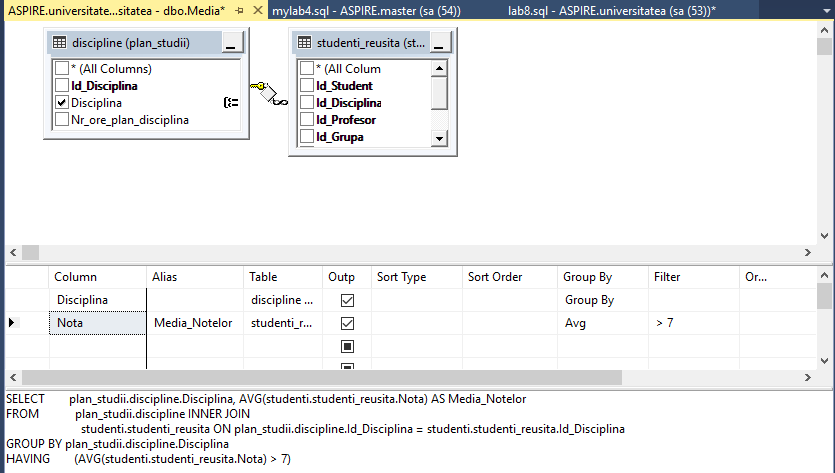 ASPIRE.universitate...sitatea - dbo.Media*
mylab4.sql - ASPIRE.master (sa (54))
lab8.sql - ASPIRE.universitatea (sa (53))*
discipline (plan_studii)
* (All Columns)
Id_Disciplina
Disciplina
Nr_ore_plan_disciplina
studenti_reusita (st...
* (All Colum
Id_Student
Id_Disciplina
Id_Profesor
Id_Grupa
Column Alias Table Outp Sort Type Sort Order Group By Filter Or...
Disciplina discipline ... Group By
Nota Media_Notelor studenti_r... Avg > 7
SELECT plan_studii.discipline.Disciplina, AVG(studenti.studenti_reusita.Nota) AS Media_Notelor
FROM plan_studii.discipline INNER JOIN
studenti.studenti_reusita ON plan_studii.discipline.Id_Disciplina = studenti.studenti_reusita.Id_Disciplina
GROUP BY plan_studii.discipline.Disciplina
HAVING (AVG(studenti.studenti_reusita.Nota) > 7)